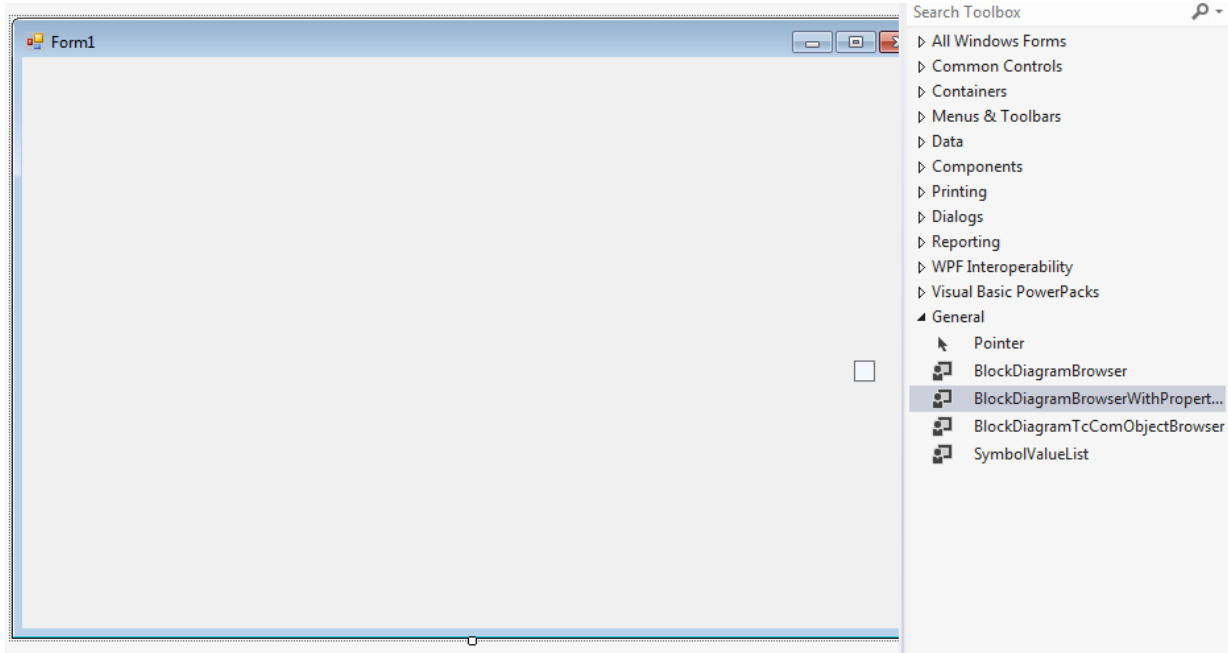 Form1
Search Toolbox
All Windows Forms
Common Controls
Containers
Menus & Toolbars
Data
Components
Printing
Dialogs
Reporting
WPF Interoperability
Visual Basic PowerPacks
General
Pointer
BlockDiagramBrowser
BlockDiagramBrowserWithPropert...
BlockDiagramTcComObjectBrowser
SymbolValueList